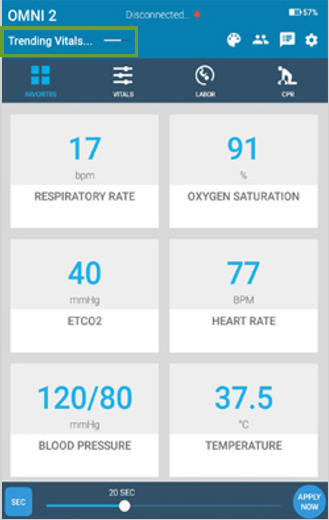 OMNI 2
Disconnected...
57%
Trending Vitals...
FAVORITES
VITALS
LABOR
CPR
17
bpm
RESPIRATORY RATE
91
%
OXYGEN SATURATION
40
mmHg
ETCO2
77
BPM
HEART RATE
120/80
mmHg
BLOOD PRESSURE
37.5
°C
TEMPERATURE
SEC
20 SEC
APPLY
NOW